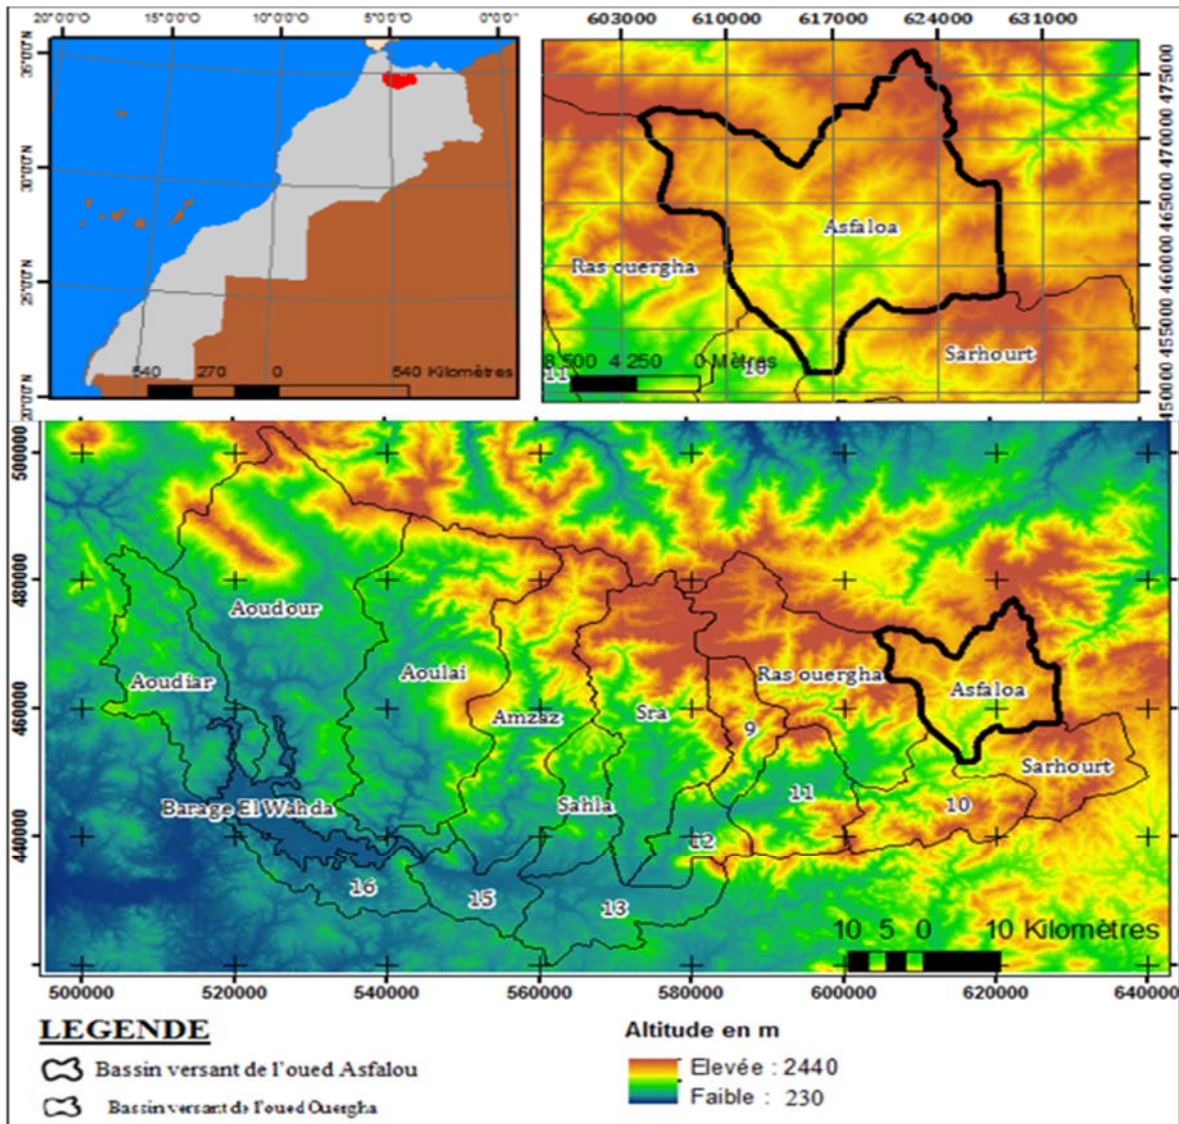 20°0'0"O 15°0'0"O 10°0'0"O 5°0'0"O 0°0'0"
35°0'0"N
30°0'0"N
25°0'0"N
20°0'0"N
540 270 0 540 Kilomètres
603000 610000 617000 624000 631000
475000
470000
465000
460000
455000
450000
Asfaloa
Ras ouergha
Sarhourt
11
10
8 500 4 250 0 Mètres
500000
480000
460000
440000
Aoudour
Aoudiar
Aoulai
Amzaz
Sra
Ras ouergha
Asfaloa
9
Sarhourt
Barage El Wahda
Sahla
11
10
12
16
15
13
10 5 0 10 Kilomètres
500000 520000 540000 560000 580000 600000 620000 640000
LEGENDE
Bassin versant de l'oued Asfalou
Bassin versant de l'oued Ouergha
Altitude en m
Elevée : 2440
Faible : 230